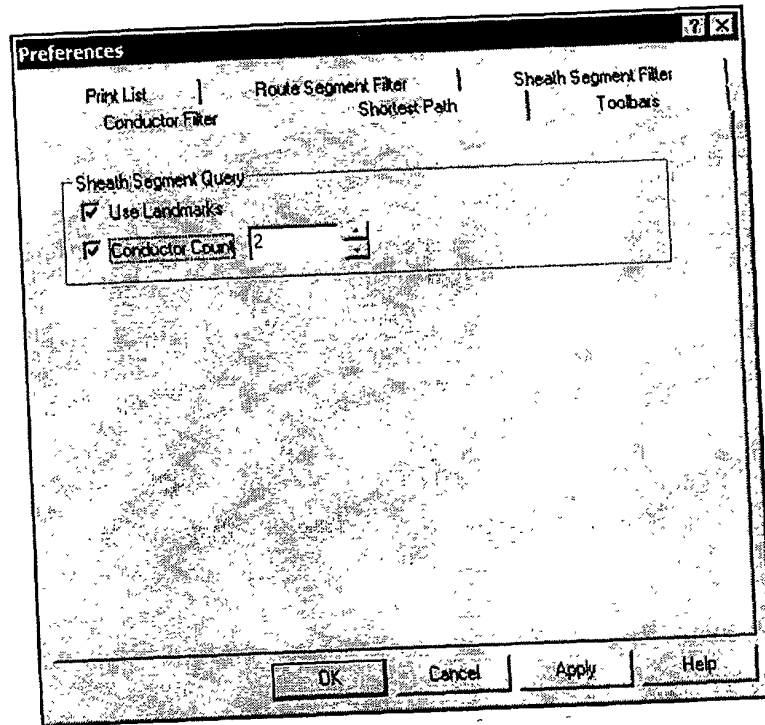 Preferences
Print List Route Segment Filter Sheath Segment Filter
Conductor Filter Shortest Path Toolbars
Sheath Segment Query
Use Landmarks
Conductor Count 2
OK Cancel Apply Help